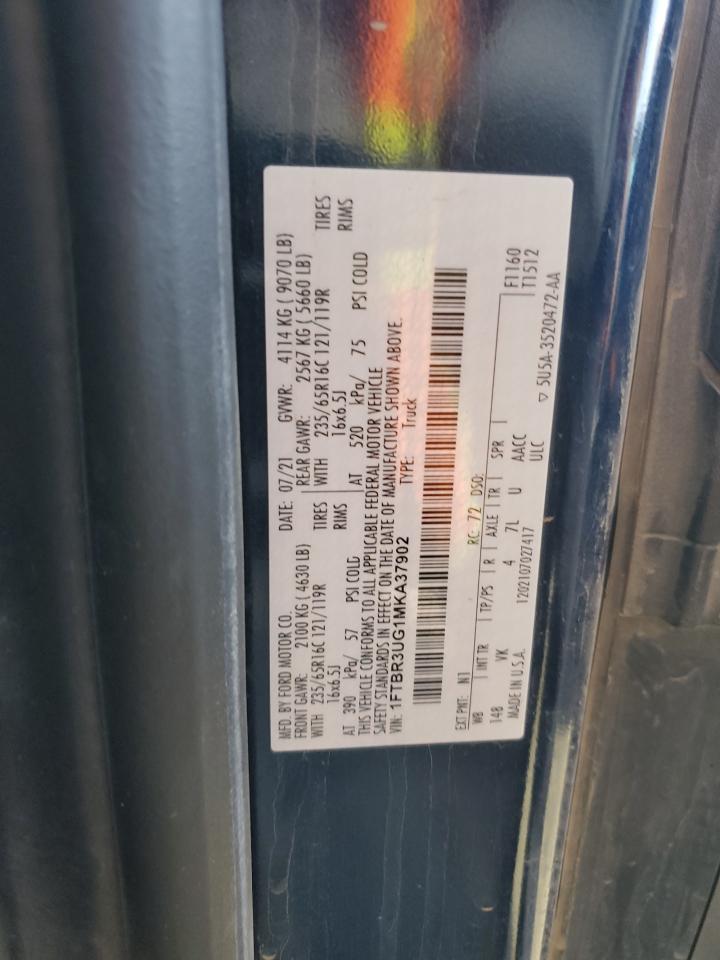 MFD. BY FORD MOTOR CO.
DATE: 07/21 GVWR: 4114 KG ( 9070 LB)
FRONT GAWR: 2100 KG ( 4630 LB)
REAR GAWR: 2567 KG ( 5660 LB)
WITH 235/65R16C 121/119R TIRES
WITH 235/65R16C 121/119R TIRES
16x6.5J RIMS
16x6.5J RIMS
AT 390 kPa/ 57 PSI COLD
AT 520 kPa/ 75 PSI COLD
THIS VEHICLE CONFORMS TO ALL APPLICABLE FEDERAL MOTOR VEHICLE
SAFETY STANDARDS IN EFFECT ON THE DATE OF MANUFACTURE SHOWN ABOVE.
VIN: 1FTBR3UG1MKA37902
TYPE: Truck
EXT PNT: N1 RC: 72 DSO:
WB INT TR TP/PS R AXLE TR SPR F1160
148 VK 4 7L U AACC T1512
MADE IN U.S.A. 1202107027417 ULC
▽ 5U5A-3520472-AA